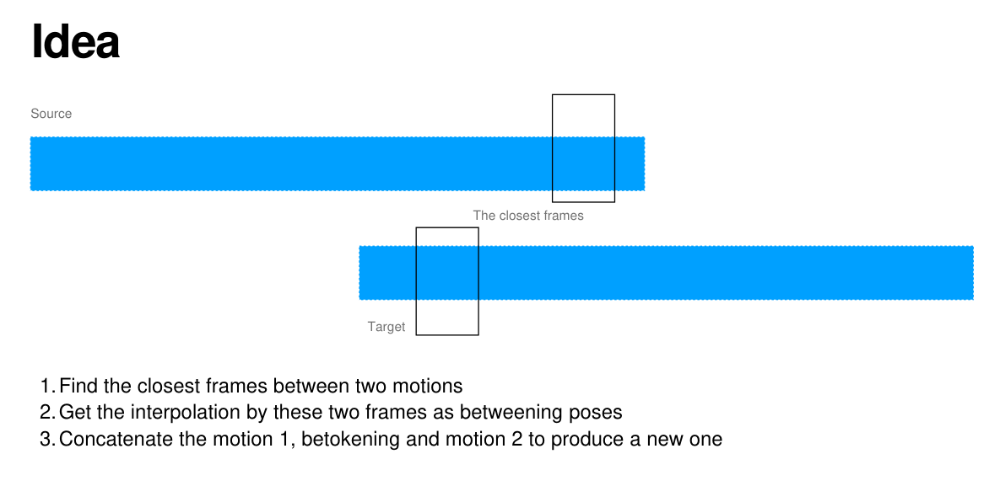 Idea
Source
The closest frames
Target
1. Find the closest frames between two motions
2. Get the interpolation by these two frames as betweening poses
3. Concatenate the motion 1, betokening and motion 2 to produce a new one